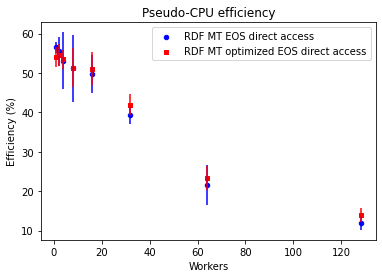 Pseudo-CPU efficiency
RDF MT EOS direct access
RDF MT optimized EOS direct access
Efficiency (%)
60
50
40
30
20
10
0
20
40
60
80
100
120
Workers